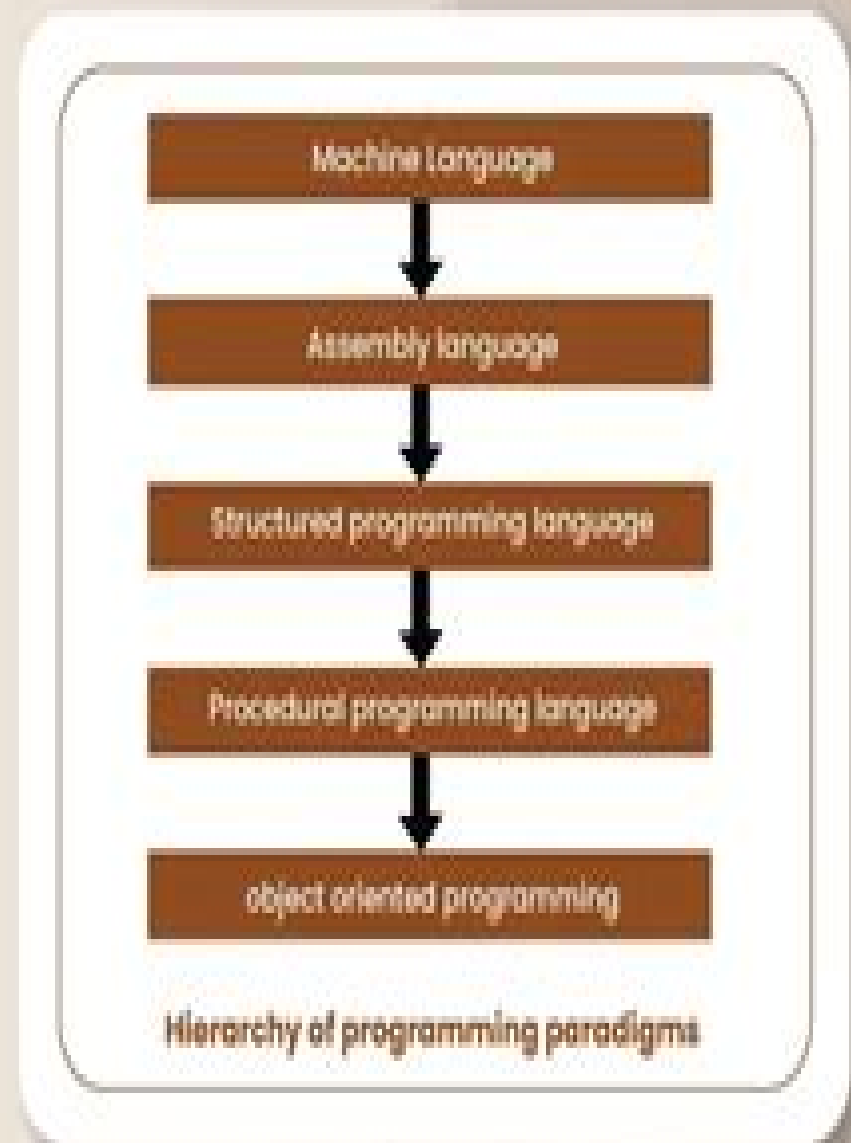 Machine Language
Assembly language
Structured programming language
Procedural programming language
object oriented programming
Hierarchy of programming paradigms